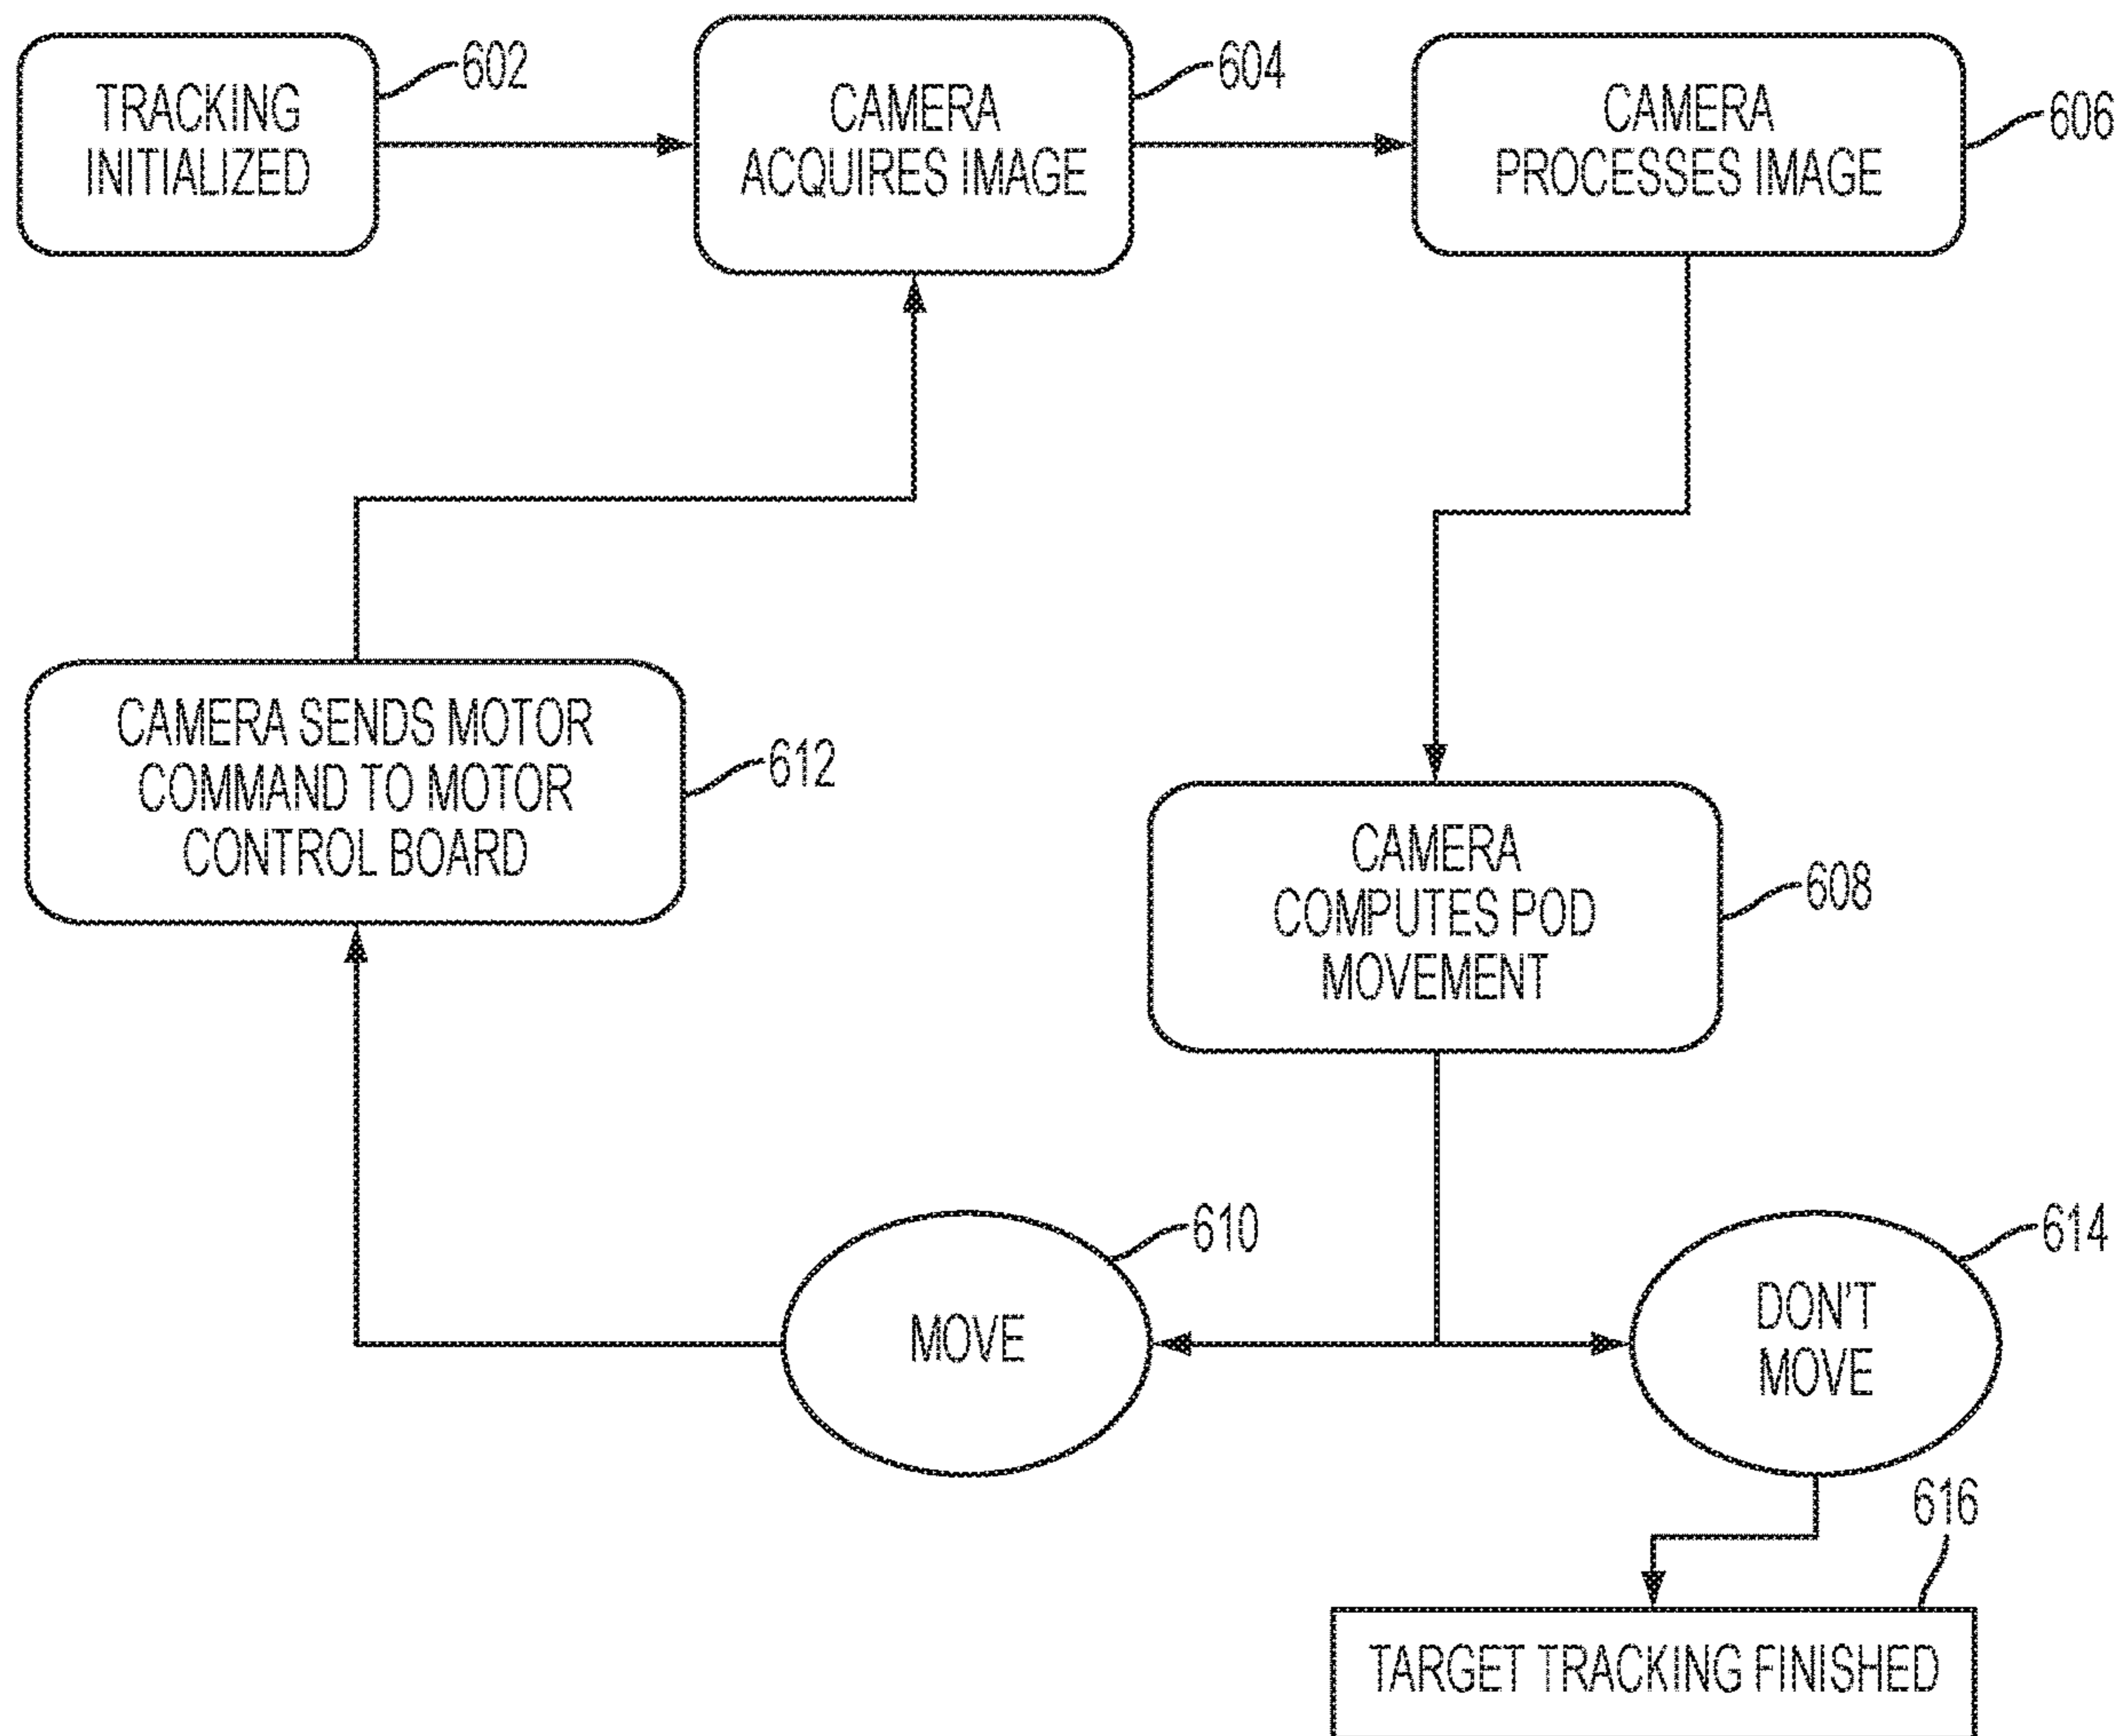 TRACKING
INITIALIZED
602
CAMERA
ACQUIRES IMAGE
604
CAMERA
PROCESSES IMAGE
606
CAMERA SENDS MOTOR
COMMAND TO MOTOR
CONTROL BOARD
612
CAMERA
COMPUTES POD
MOVEMENT
608
MOVE
610
DON'T
MOVE
614
616
TARGET TRACKING FINISHED